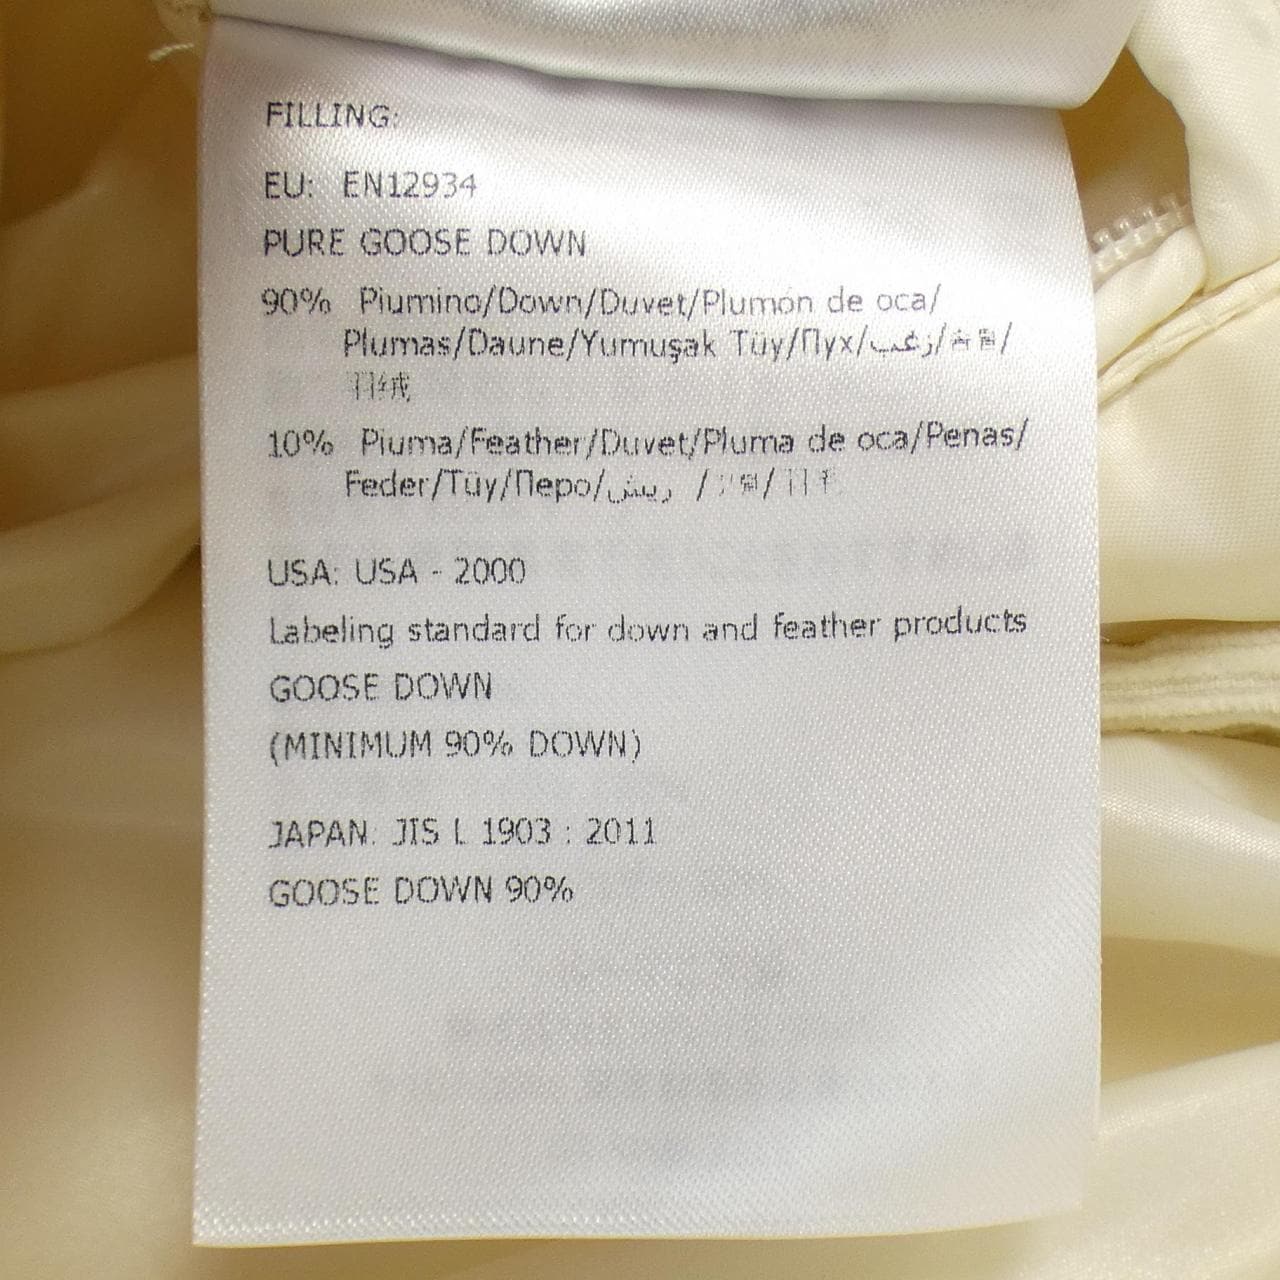 FILLING:
EU: EN12934
PURE GOOSE DOWN
90% Piumino/Down/Duvet/Plumón de oca/
Plumas/Daune/Yumuşak Tüy/Пух/زغب/
羽绒
10% Piuma/Feather/Duvet/Pluma de oca/Penas/
Feder/Tüy/Перо/ريش /
USA: USA - 2000
Labeling standard for down and feather products
GOOSE DOWN
(MINIMUM 90% DOWN)
JAPAN: JIS L 1903 : 2011
GOOSE DOWN 90%